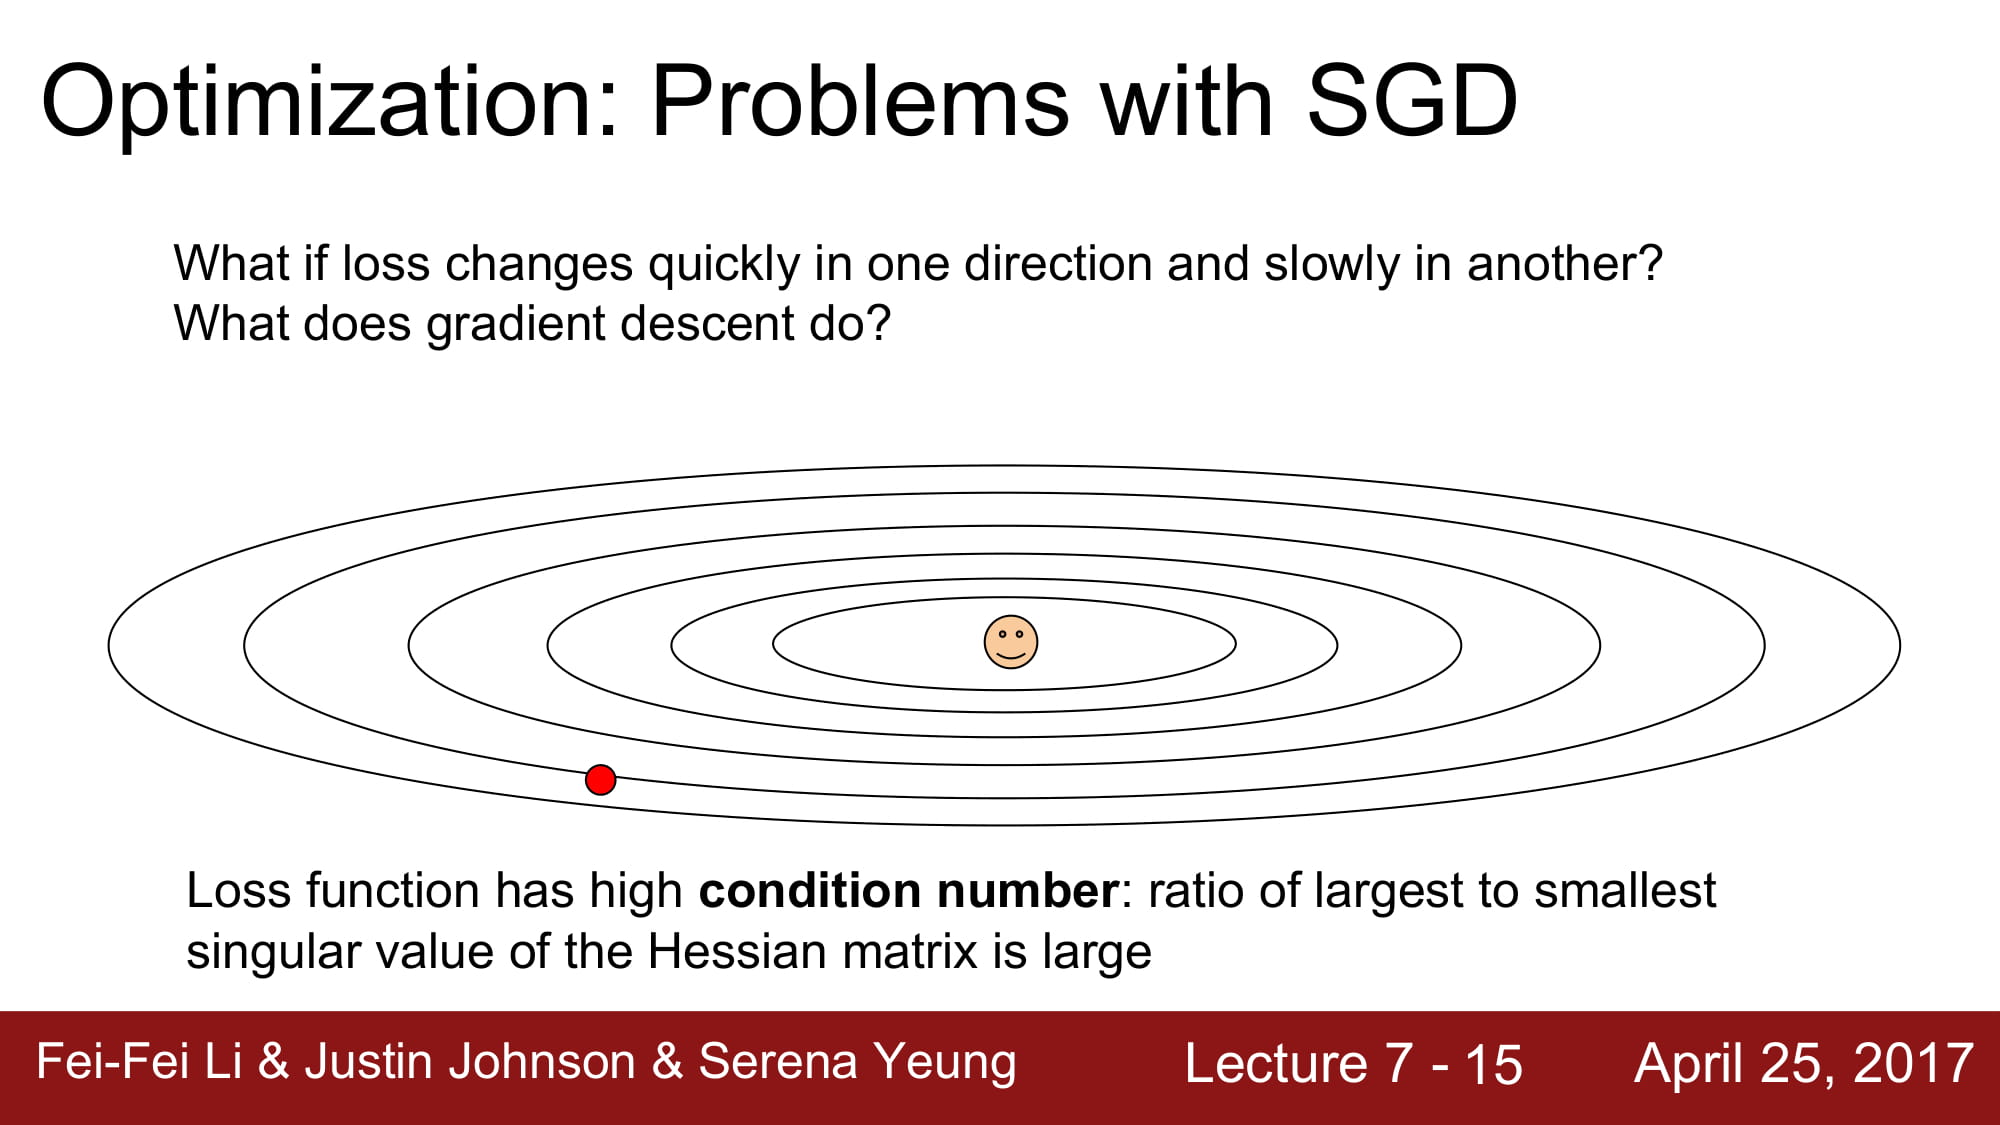 Optimization: Problems with SGD
What if loss changes quickly in one direction and slowly in another?
What does gradient descent do?
Loss function has high condition number: ratio of largest to smallest
singular value of the Hessian matrix is large
Fei-Fei Li & Justin Johnson & Serena Yeung
Lecture 7 - 15
April 25, 2017